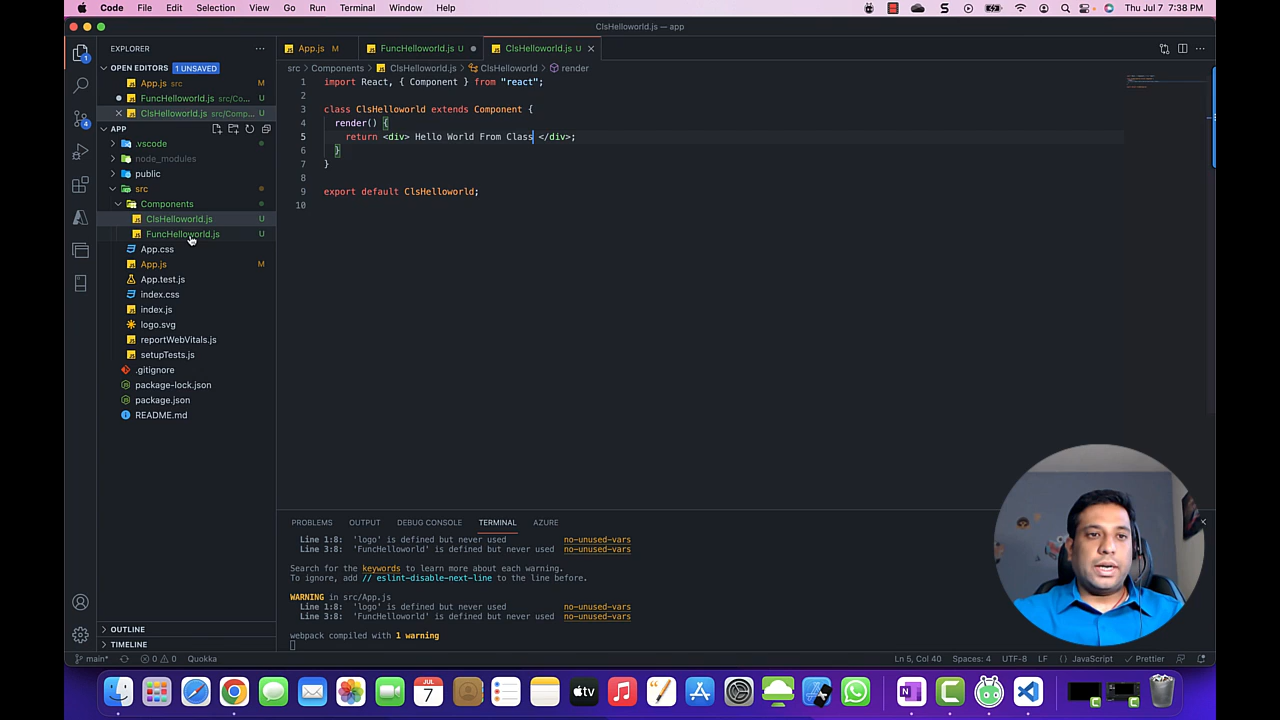 Code File Edit Selection View Go Run Terminal Window Help Thu Jul 7 7:38 PM
ClsHelloworld.js — app
EXPLORER
OPEN EDITORS 1 UNSAVED
App.js src M
FuncHelloworld.js src/Co... U
ClsHelloworld.js src/Comp... U
APP
.vscode
node_modules
public
src
Components
ClsHelloworld.js U
FuncHelloworld.js U
App.css
App.js M
App.test.js
index.css
index.js
logo.svg
reportWebVitals.js
setupTests.js
.gitignore
package-lock.json
package.json
README.md
OUTLINE
TIMELINE
App.js M FuncHelloworld.js U ClsHelloworld.js U
src > Components > ClsHelloworld.js > ClsHelloworld > render
1 import React, { Component } from "react";
2
3 class ClsHelloworld extends Component {
4 render() {
5 return <div> Hello World From Class </div>;
6 }
7 }
8
9 export default ClsHelloworld;
10
PROBLEMS OUTPUT DEBUG CONSOLE TERMINAL AZURE
Line 1:8: 'logo' is defined but never used no-unused-vars
Line 3:8: 'FuncHelloworld' is defined but never used no-unused-vars
Search for the keywords to learn more about each warning.
To ignore, add // eslint-disable-next-line to the line before.
WARNING in src/App.js
Line 1:8: 'logo' is defined but never used no-unused-vars
Line 3:8: 'FuncHelloworld' is defined but never used no-unused-vars
webpack compiled with 1 warning
main* 0 0 Quokka Ln 5, Col 40 Spaces: 4 UTF-8 LF { } JavaScript Prettier
JUL
7
tv